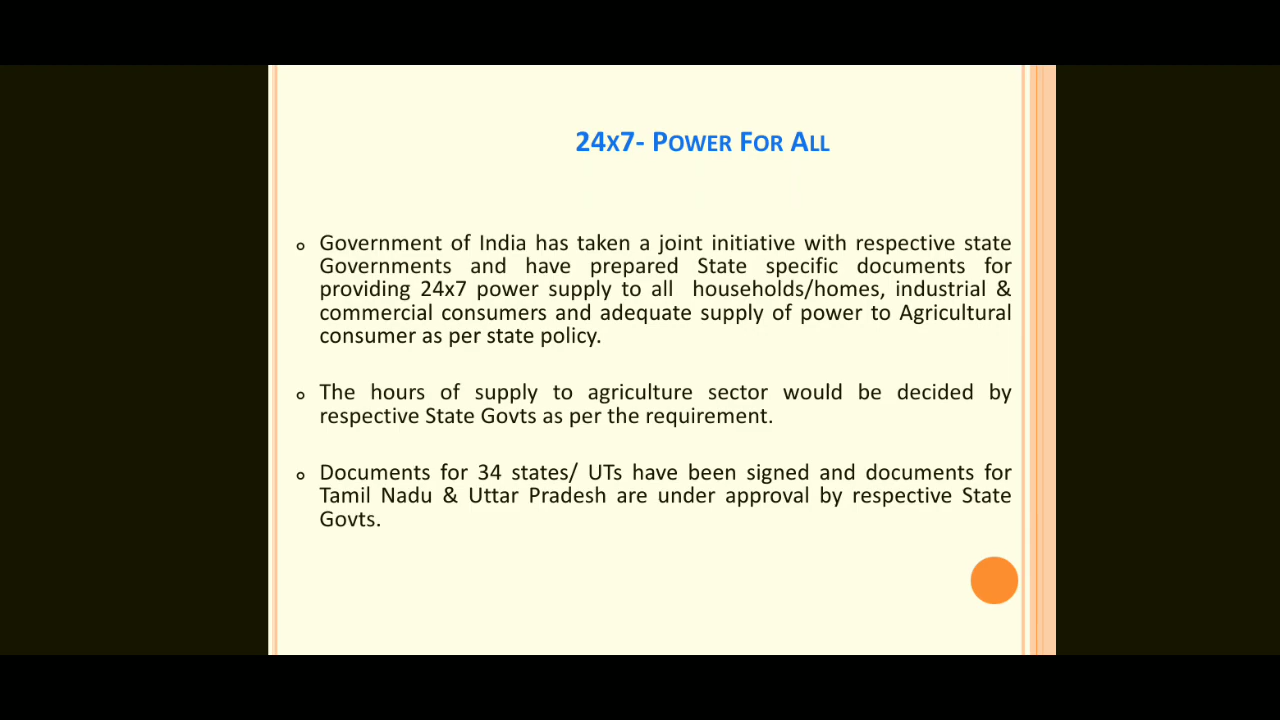 24x7- Power For All
Government of India has taken a joint initiative with respective state
Governments and have prepared State specific documents for
providing 24x7 power supply to all households/homes, industrial &
commercial consumers and adequate supply of power to Agricultural
consumer as per state policy.
The hours of supply to agriculture sector would be decided by
respective State Govts as per the requirement.
Documents for 34 states/ UTs have been signed and documents for
Tamil Nadu & Uttar Pradesh are under approval by respective State
Govts.